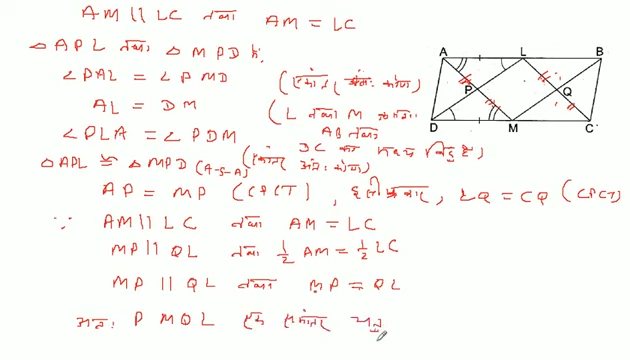 AM || LC तथा AM = LC
△ APL तथा △ MPD में
∠PAL = ∠PMD (एकांतर अंतः कोण)
AL = DM (L तथा M क्रमशः AB तथा DC का मध्य बिंदु है)
∠PLA = ∠PDM (एकांतर अंतः कोण)
△APL ≅ △MPD (A-S-A)
AP = MP (CPCT), इसी प्रकार, LQ = CQ (CPCT)
∵ AM || LC तथा AM = LC
MP || QL तथा 1/2 AM = 1/2 LC
MP || QL तथा MP = QL
अतः P M Q L एक समांतर चतु
A L B
P Q
D M C